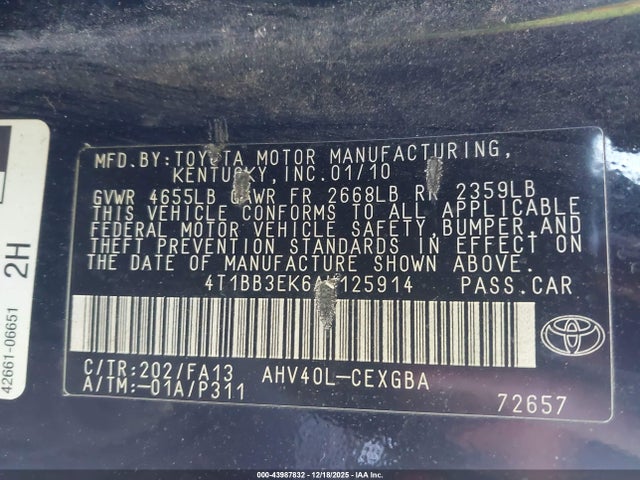 MFD.BY:TOYOTA MOTOR MANUFACTURING,
KENTUCKY, INC. 01/10
GVWR 4655LB GAWR FR 2668LB RR 2359LB
THIS VEHICLE CONFORMS TO ALL APPLICABLE
FEDERAL MOTOR VEHICLE SAFETY, BUMPER, AND
THEFT PREVENTION STANDARDS IN EFFECT ON
THE DATE OF MANUFACTURE SHOWN ABOVE.
PASS.CAR
C/TR:202/FA13 AHV40L-CEXGBA
A/TM:-01A/P311
72657
42661-06651 2H
000-43987832 - 12/18/2025 - IAAI, Inc.